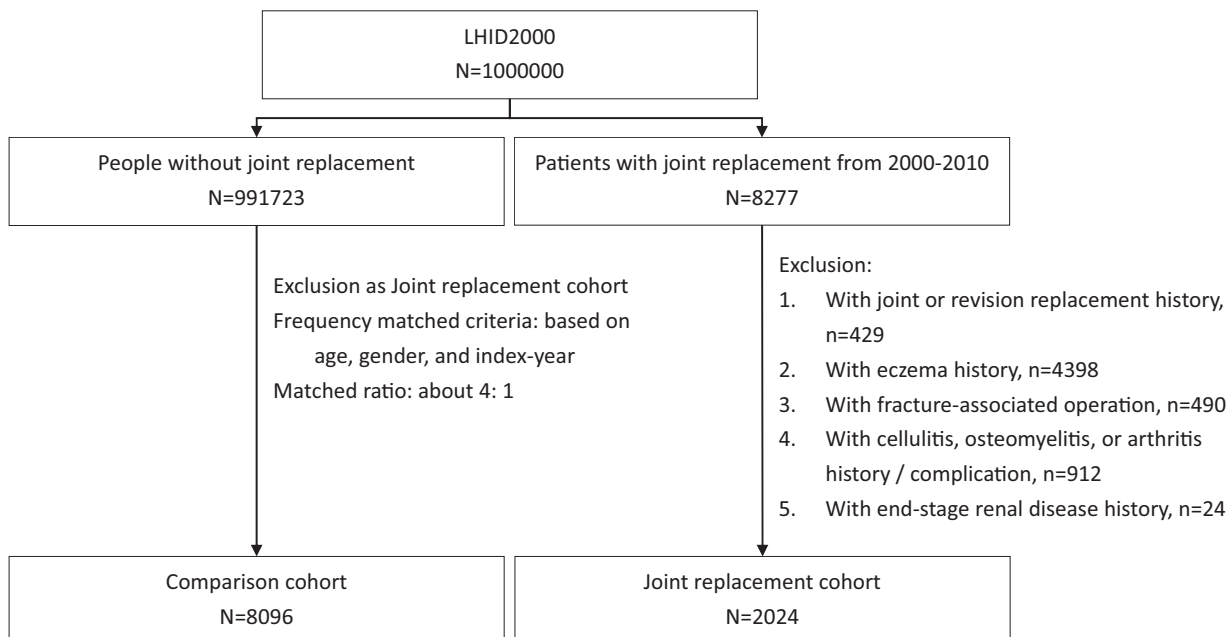 LHID2000
N=1000000
People without joint replacement
N=991723
Patients with joint replacement from 2000-2010
N=8277
Exclusion as Joint replacement cohort
Frequency matched criteria: based on
age, gender, and index-year
Matched ratio: about 4: 1
Exclusion:
1. With joint or revision replacement history,
n=429
2. With eczema history, n=4398
3. With fracture-associated operation, n=490
4. With cellulitis, osteomyelitis, or arthritis
history / complication, n=912
5. With end-stage renal disease history, n=24
Comparison cohort
N=8096
Joint replacement cohort
N=2024